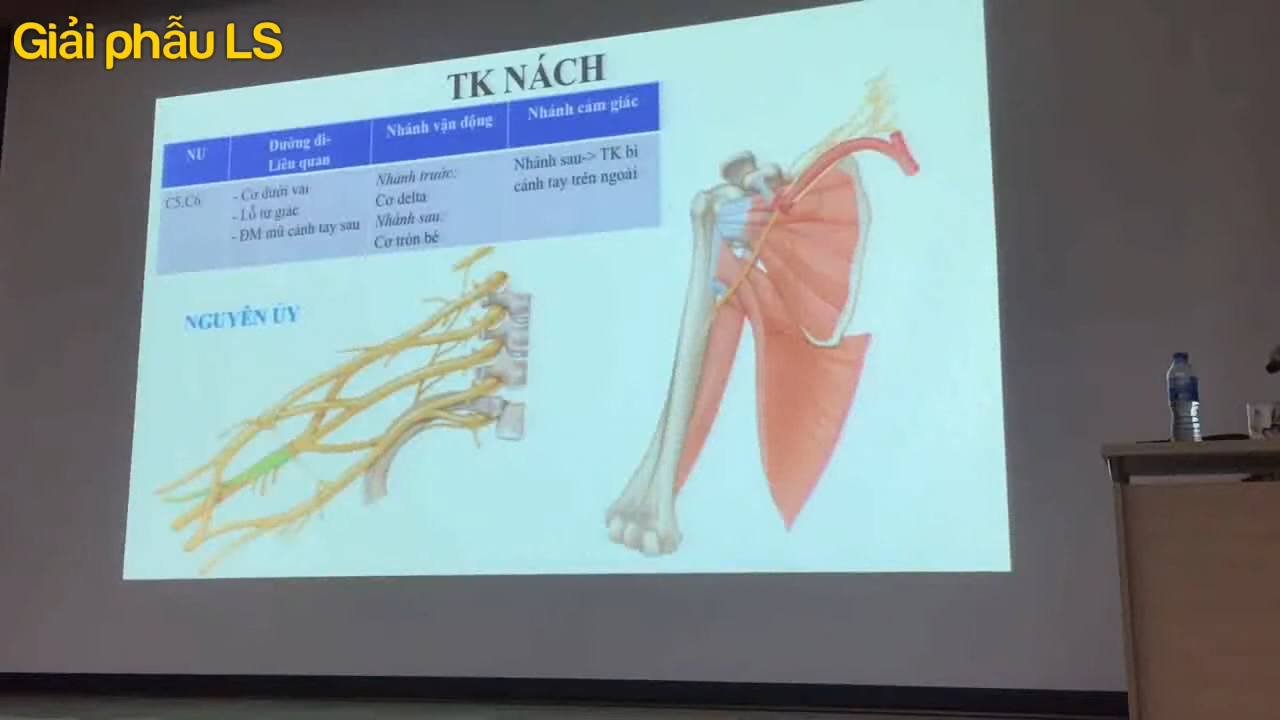 Giải phẫu LS
TK NÁCH
NU
Đường đi-
Liên quan
Nhánh vận động
Nhánh cảm giác
C5,C6
- Cơ dưới vai
- Lỗ tứ giác
- ĐM mũ cánh tay sau
Nhánh trước:
Cơ delta
Nhánh sau:
Cơ tròn bé
Nhánh sau-> TK bì
cánh tay trên ngoài
NGUYÊN ỦY